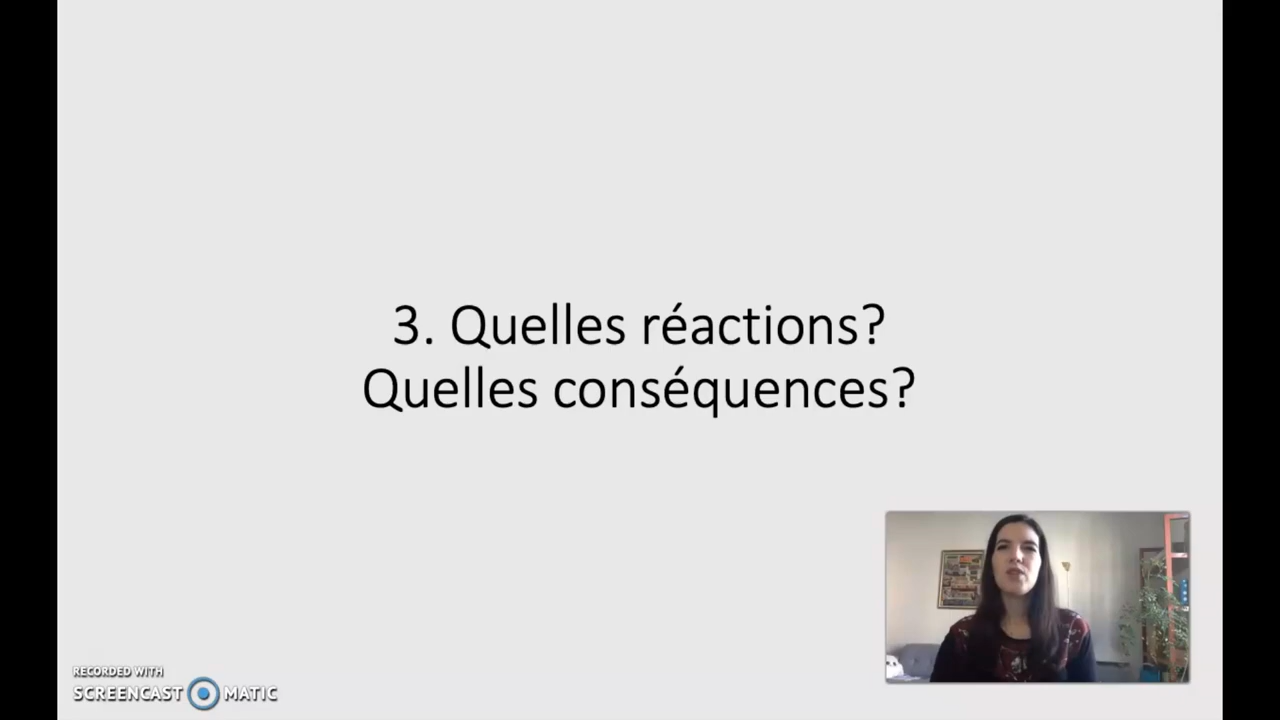 3. Quelles réactions?
Quelles conséquences?
RECORDED WITH
SCREENCAST MATIC